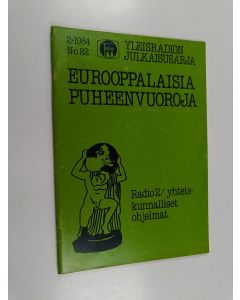 2·1984
No 82
YLEISRADION
JULKAISUSARJA
EUROOPPALAISIA
PUHEENVUOROJA
Radio 2/yhteis-
kunnalliset
ohjelmat